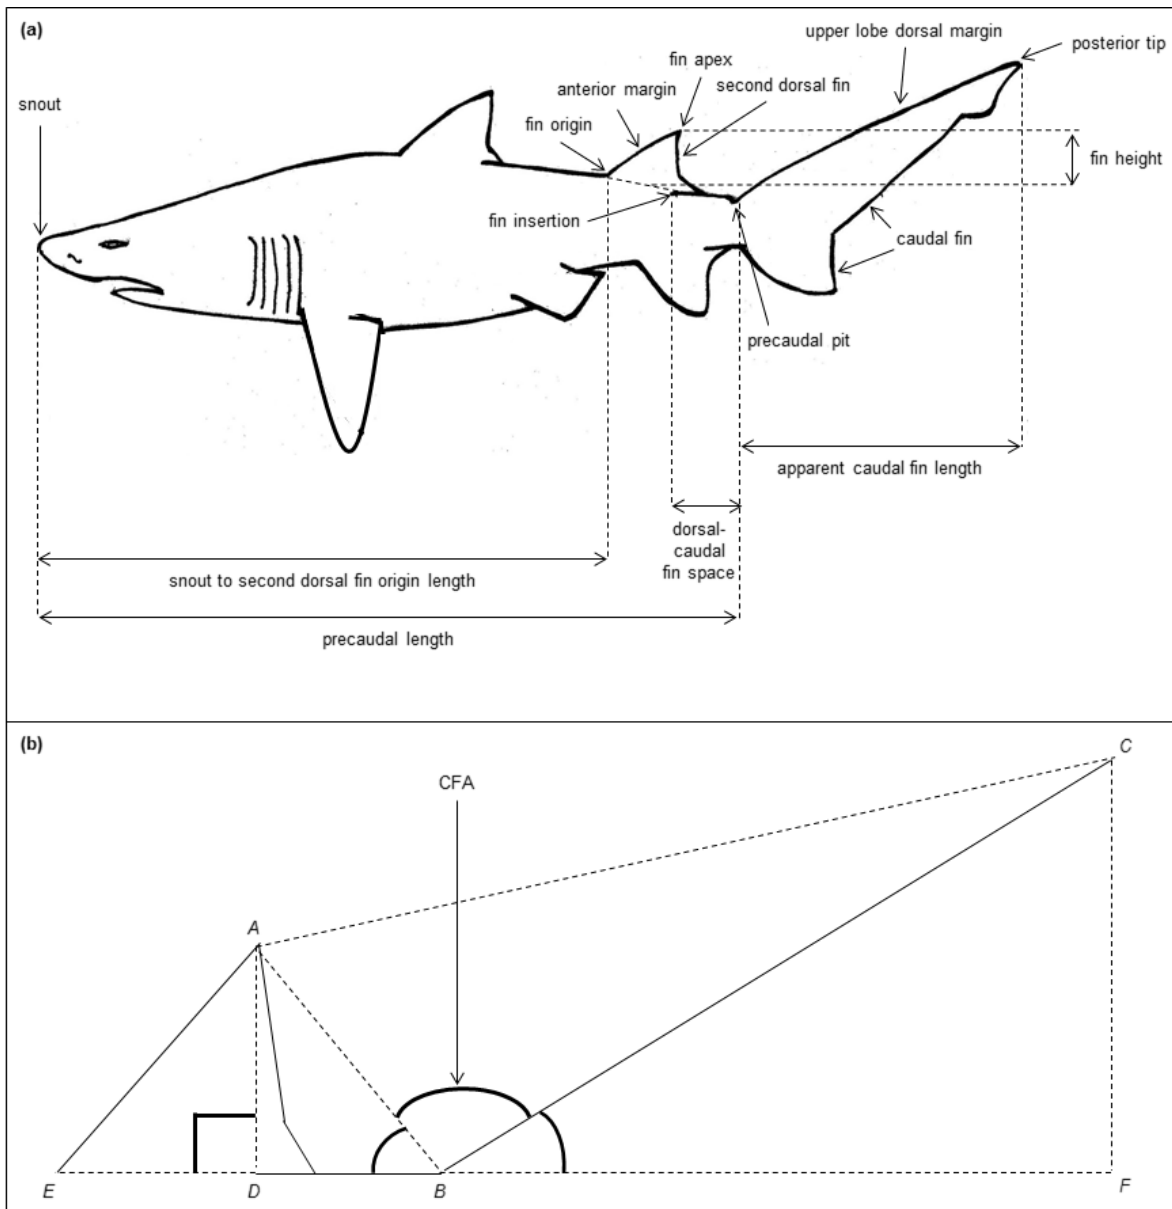 (a)
upper lobe dorsal margin
posterior tip
fin apex
second dorsal fin
anterior margin
snout
fin origin
fin height
fin insertion
caudal fin
precaudal pit
apparent caudal fin length
dorsal-
caudal
fin space
snout to second dorsal fin origin length
precaudal length
(b)
C
CFA
A
E
D
B
F